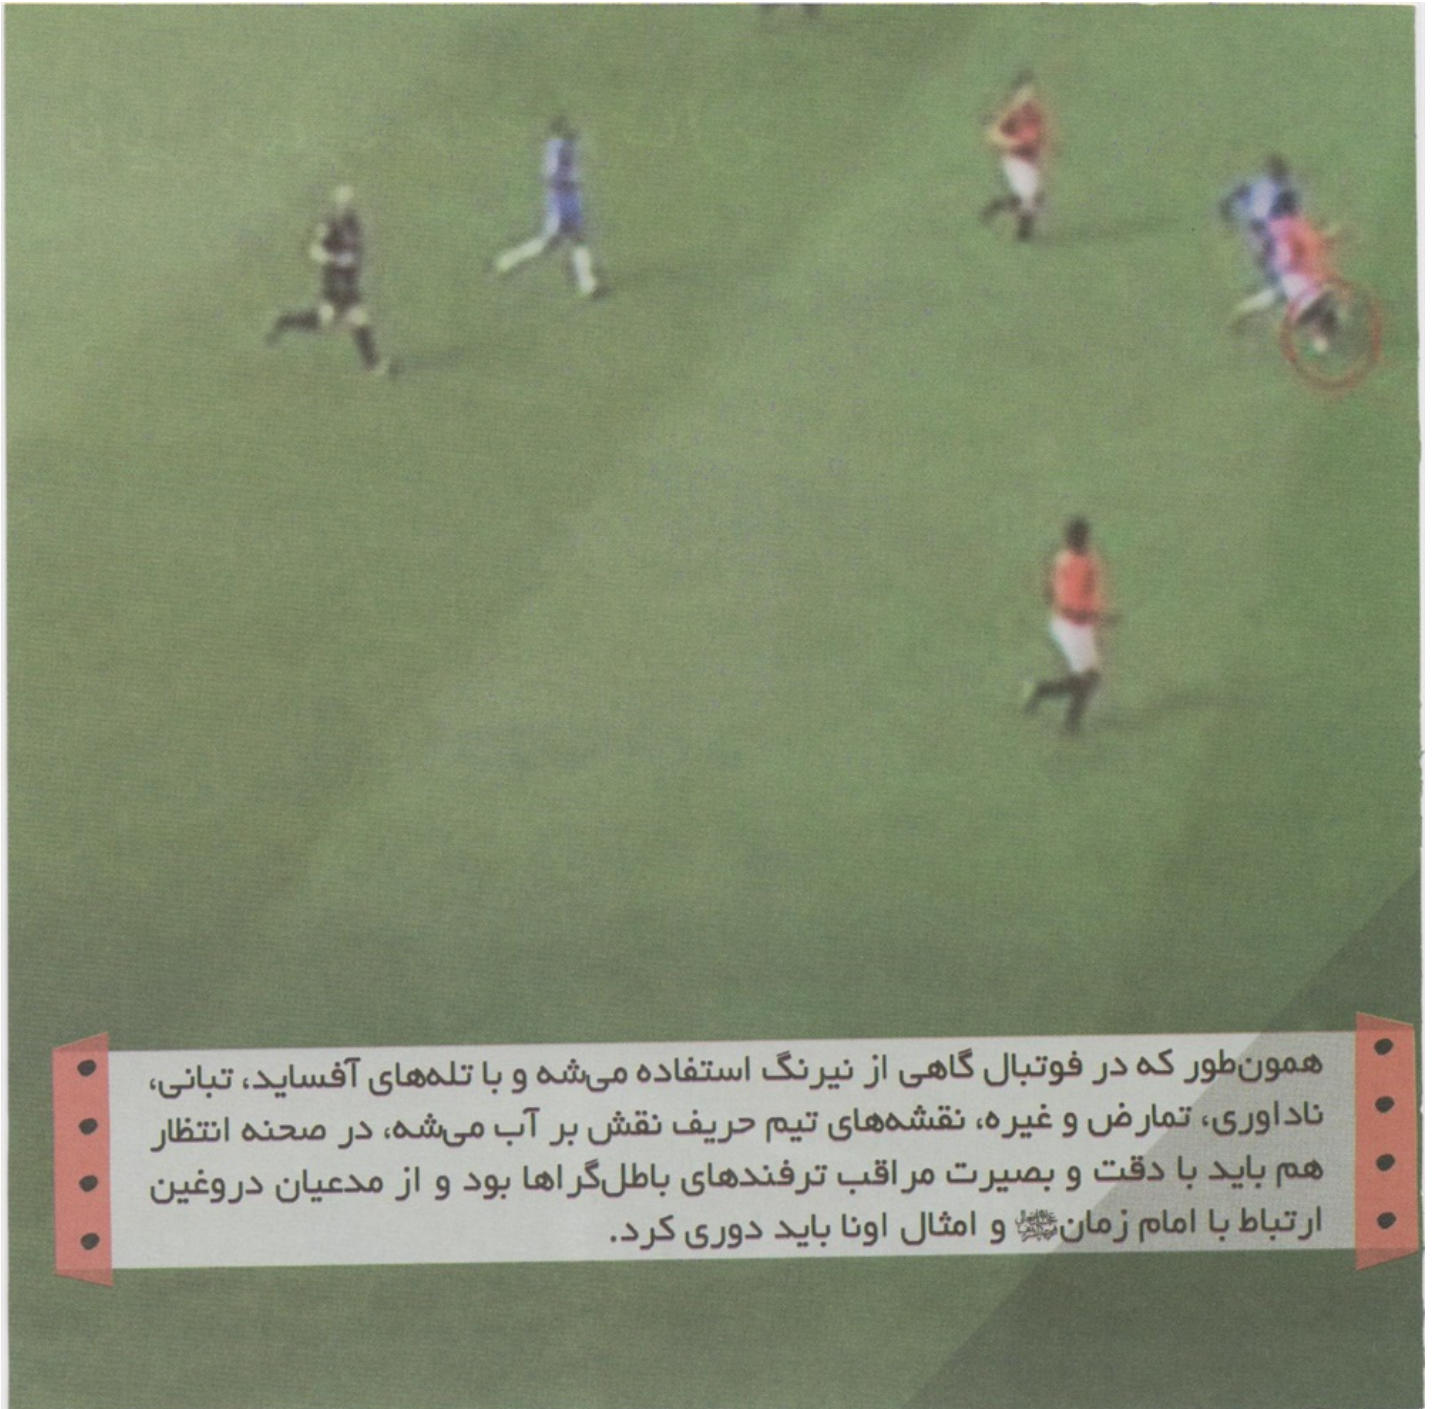 همون‌طور که در فوتبال گاهی از نیرنگ استفاده می‌شه و با تله‌های آفساید، تبانی،
ناداوری، تمارض و غیره، نقشه‌های تیم حریف نقش بر آب می‌شه، در صحنه انتظار
هم باید با دقت و بصیرت مراقب ترفندهای باطل‌گراها بود و از مدعیان دروغین
ارتباط با امام زمان و امثال اونا باید دوری کرد.